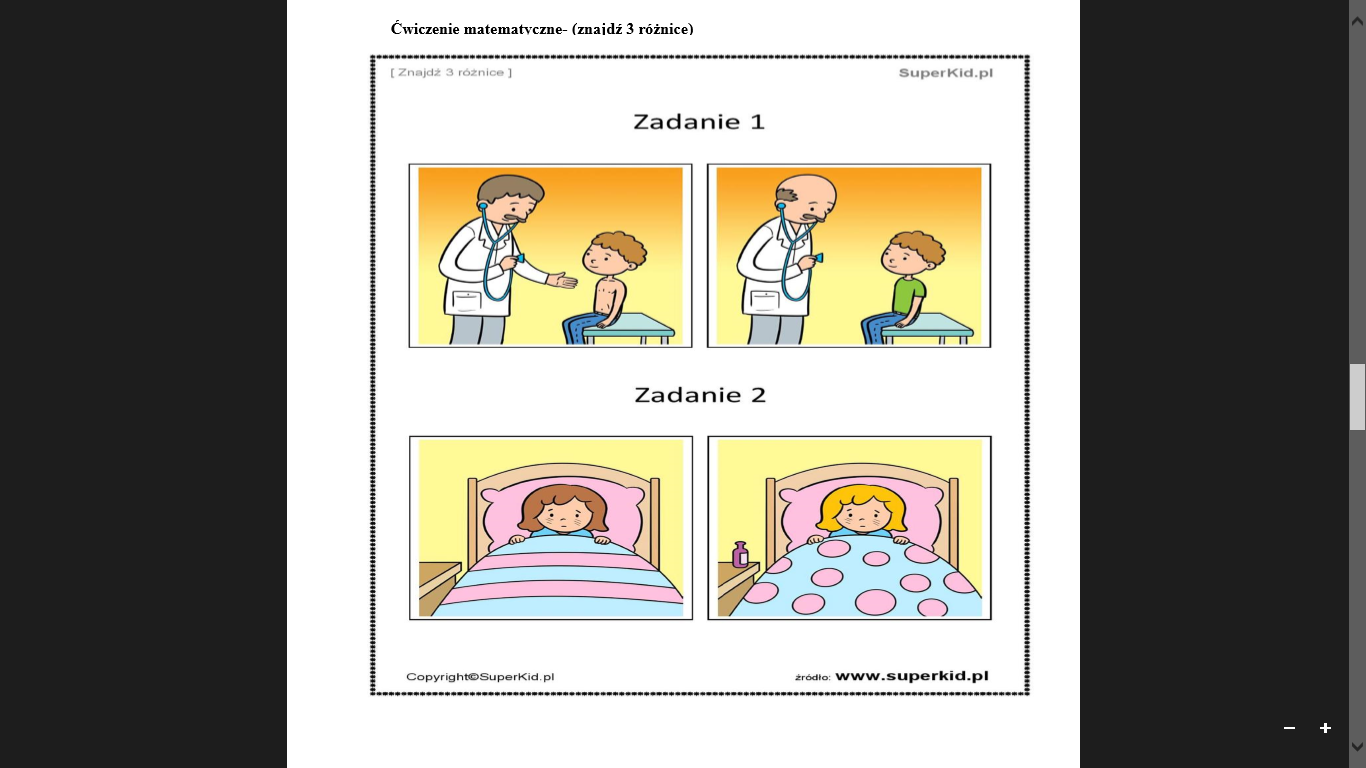 Ćwiczenie matematyczne- (znajdź 3 różnice)
[ Znajdź 3 różnice ] SuperKid.pl
Zadanie 1
Zadanie 2
Copyright©SuperKid.pl źródło: www.superkid.pl